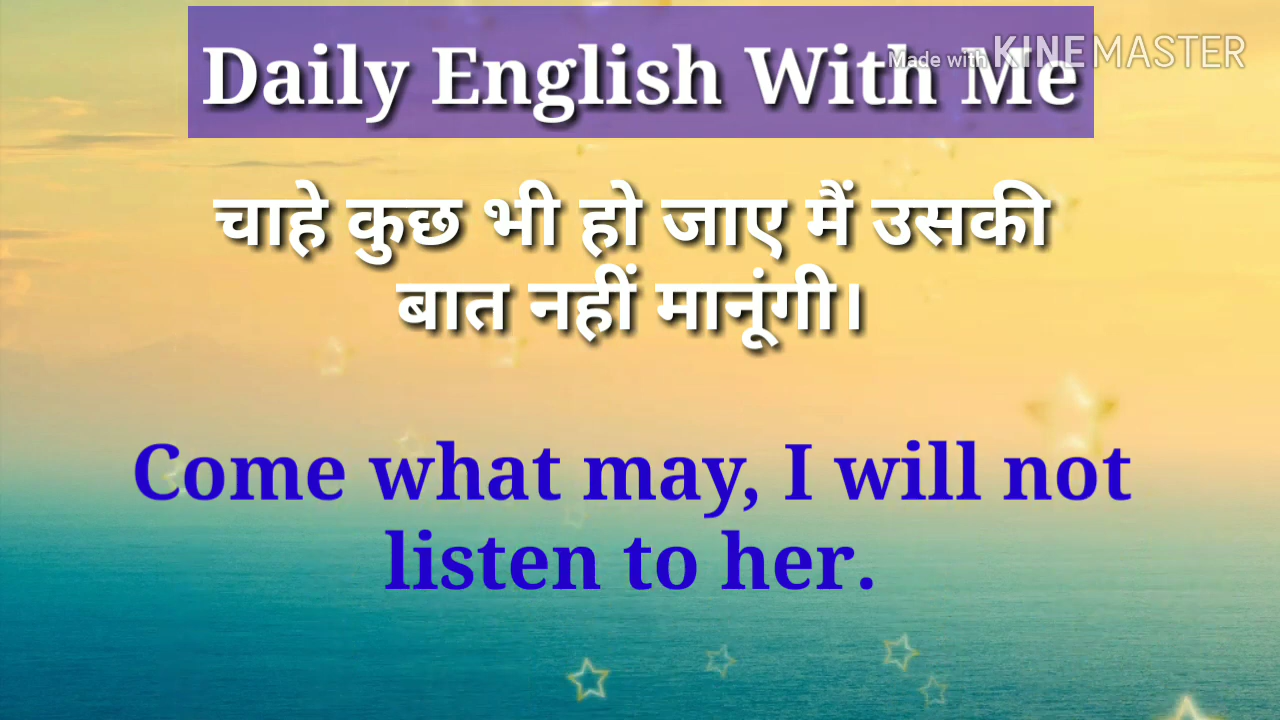 Daily English With Me
Made with KINEMASTER
चाहे कुछ भी हो जाए मैं उसकी
बात नहीं मानूंगी।
Come what may, I will not
listen to her.